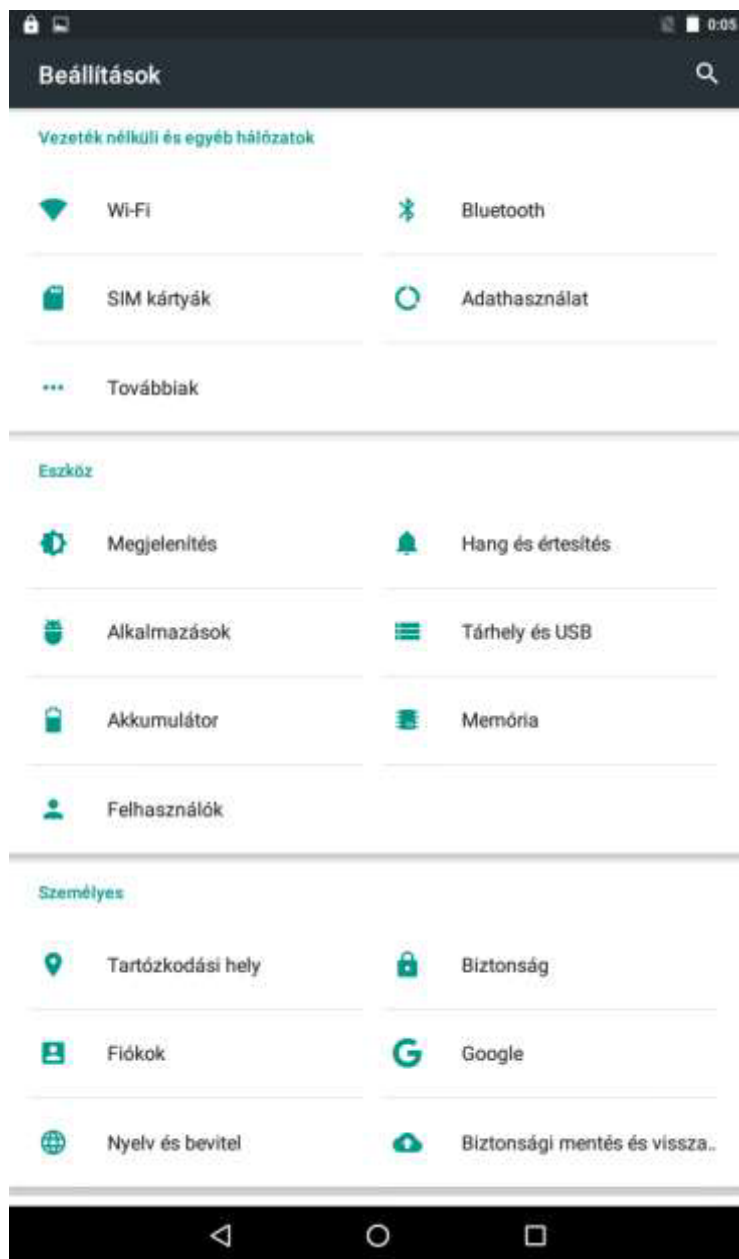 0:05
Beállítások
Vezeték nélküli és egyéb hálózatok
Wi-Fi
Bluetooth
SIM kártyák
Adathasználat
Továbbiak
Eszköz
Megjelenítés
Hang és értesítés
Alkalmazások
Tárhely és USB
Akkumulátor
Memória
Felhasználók
Személyes
Tartózkodási hely
Biztonság
Fiókok
Google
Nyelv és bevitel
Biztonsági mentés és vissza..